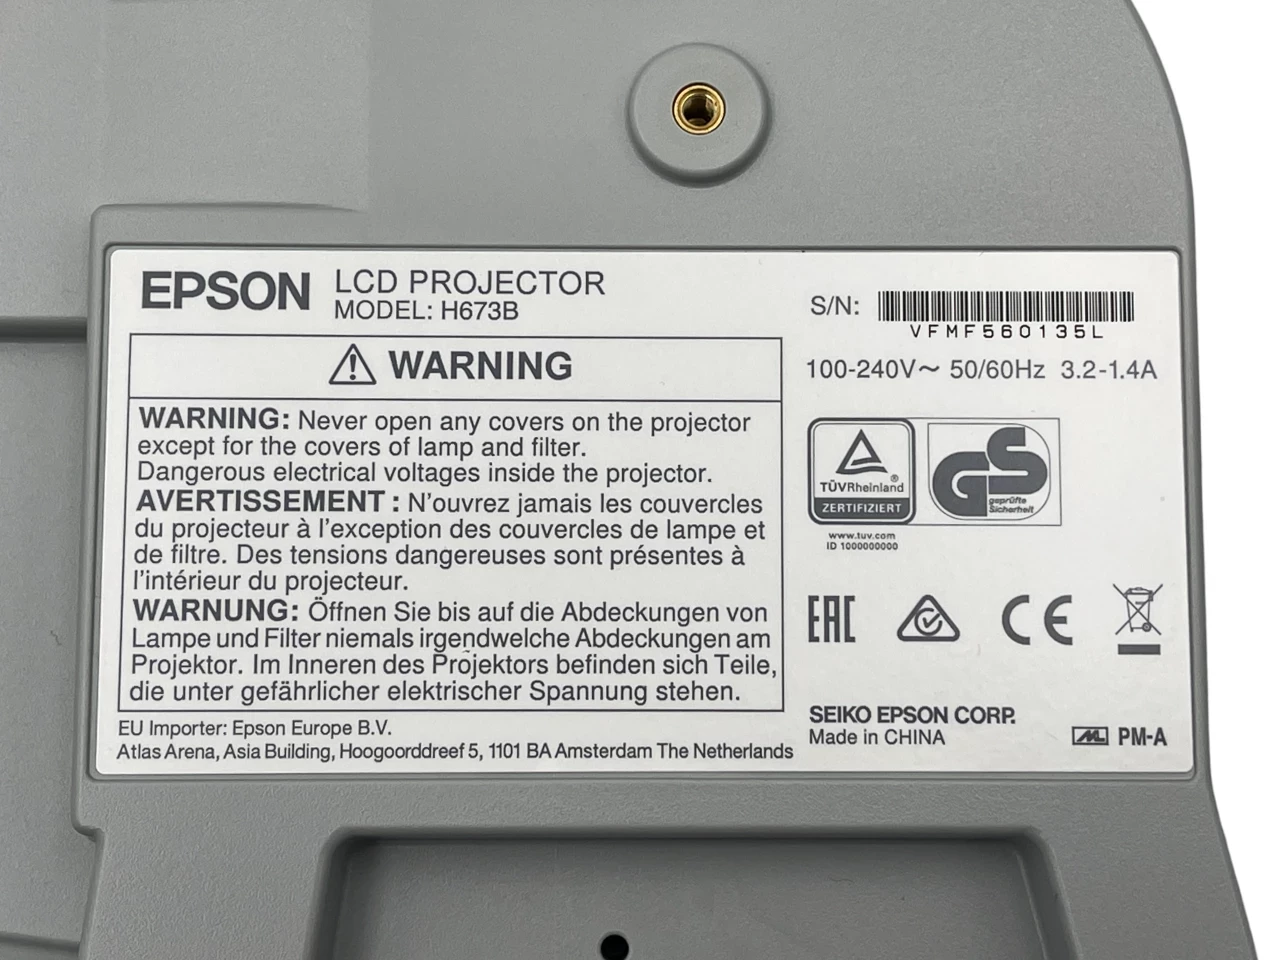 EPSON LCD PROJECTOR
MODEL: H673B
WARNING
WARNING: Never open any covers on the projector
except for the covers of lamp and filter.
Dangerous electrical voltages inside the projector.
AVERTISSEMENT : N'ouvrez jamais les couvercles
du projecteur à l'exception des couvercles de lampe et
de filtre. Des tensions dangereuses sont présentes à
l'intérieur du projecteur.
WARNUNG: Öffnen Sie bis auf die Abdeckungen von
Lampe und Filter niemals irgendwelche Abdeckungen am
Projektor. Im Inneren des Projektors befinden sich Teile,
die unter gefährlicher elektrischer Spannung stehen.
EU Importer: Epson Europe B.V.
Atlas Arena, Asia Building, Hoogoorddreef 5, 1101 BA Amsterdam The Netherlands
S/N:
VFMF560135L
100-240V~ 50/60Hz 3.2-1.4A
TÜVRheinland®
ZERTIFIZIERT
GS
geprüfte
Sicherheit
www.tuv.com
ID 1000000000
EAC
CE
SEIKO EPSON CORP.
Made in CHINA
ML PM-A